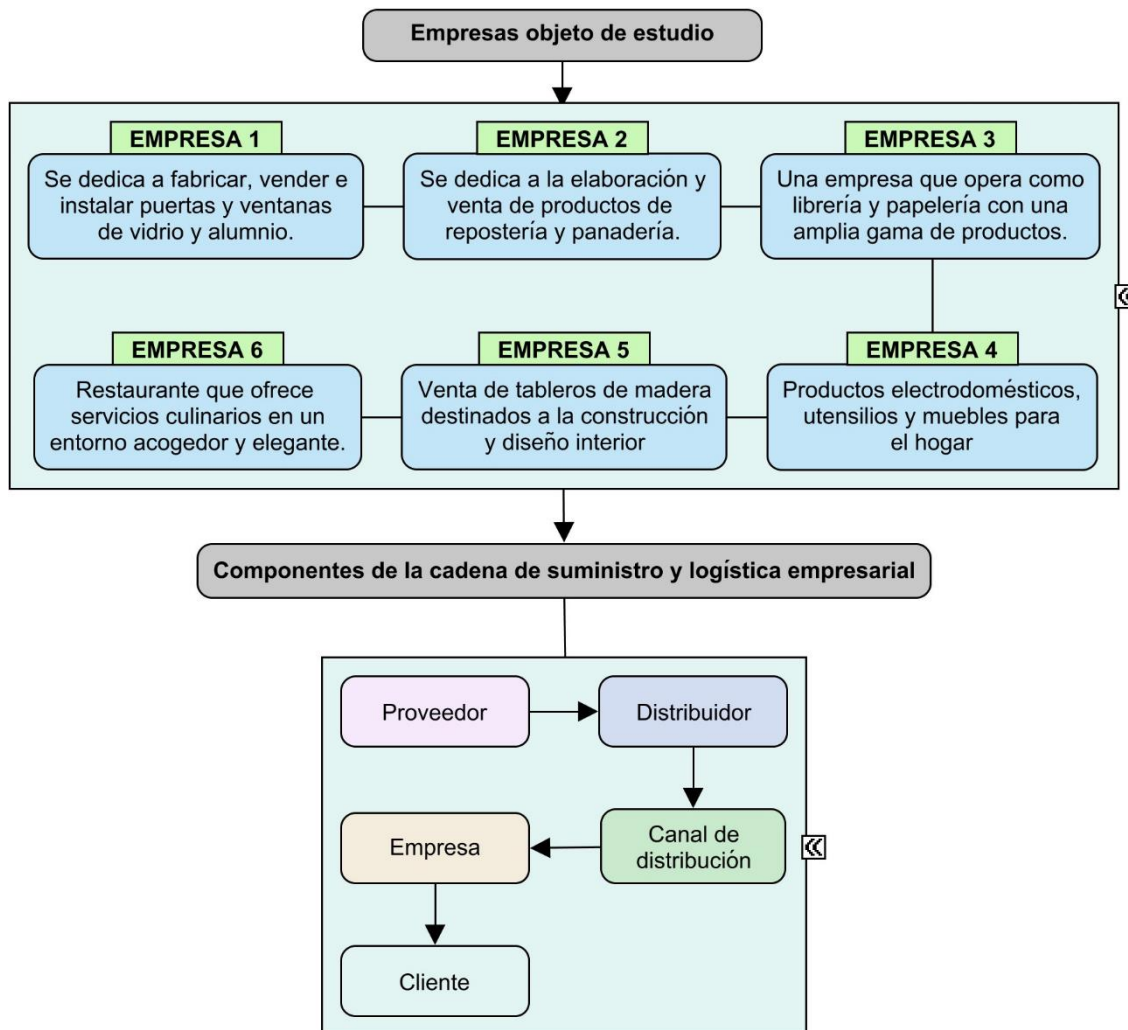 Empresas objeto de estudio
EMPRESA 1
Se dedica a fabricar, vender e
instalar puertas y ventanas
de vidrio y alumnio.
EMPRESA 2
Se dedica a la elaboración y
venta de productos de
repostería y panadería.
EMPRESA 3
Una empresa que opera como
librería y papelería con una
amplia gama de productos.
EMPRESA 6
Restaurante que ofrece
servicios culinarios en un
entorno acogedor y elegante.
EMPRESA 5
Venta de tableros de madera
destinados a la construcción
y diseño interior
EMPRESA 4
Productos electrodomésticos,
utensilios y muebles para
el hogar
Componentes de la cadena de suministro y logística empresarial
Proveedor
Distribuidor
Canal de
distribución
Empresa
Cliente